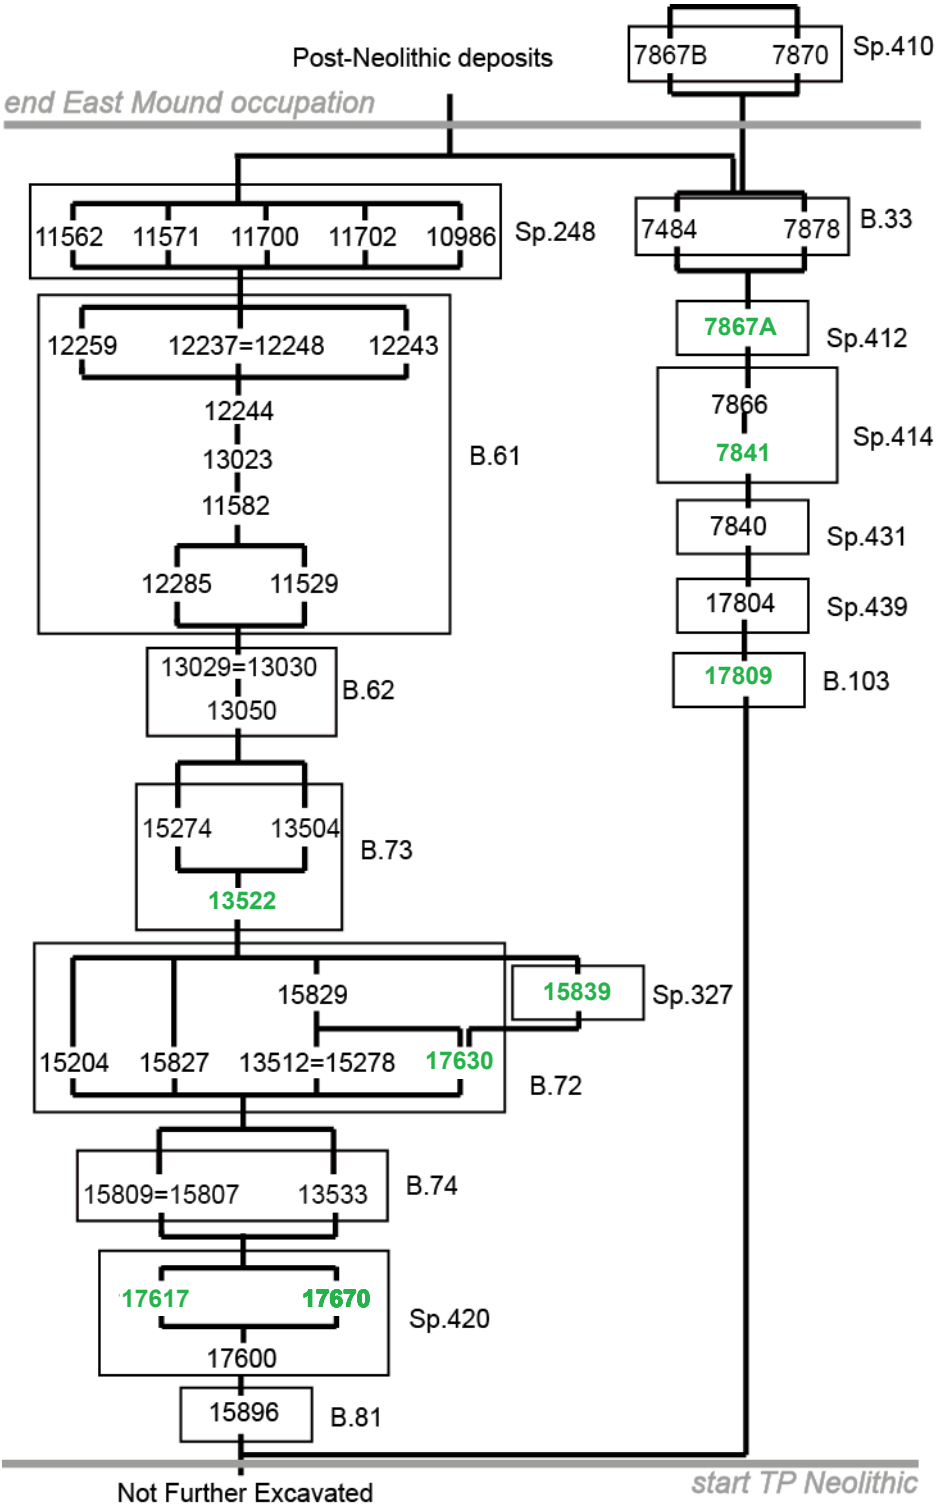 7867B 7870 Sp.410
Post-Neolithic deposits
end East Mound occupation
11562 11571 11700 11702 10986 Sp.248
7484 7878 B.33
12259 12237=12248 12243
12244
13023
11582
12285 11529
B.61
7867A Sp.412
7866
7841
Sp.414
7840 Sp.431
17804 Sp.439
17809 B.103
13029=13030
13050
B.62
15274 13504
13522
B.73
15829
15839 Sp.327
15204 15827 13512=15278 17630
B.72
15809=15807 13533 B.74
17617 17670
17600
Sp.420
15896 B.81
start TP Neolithic
Not Further Excavated